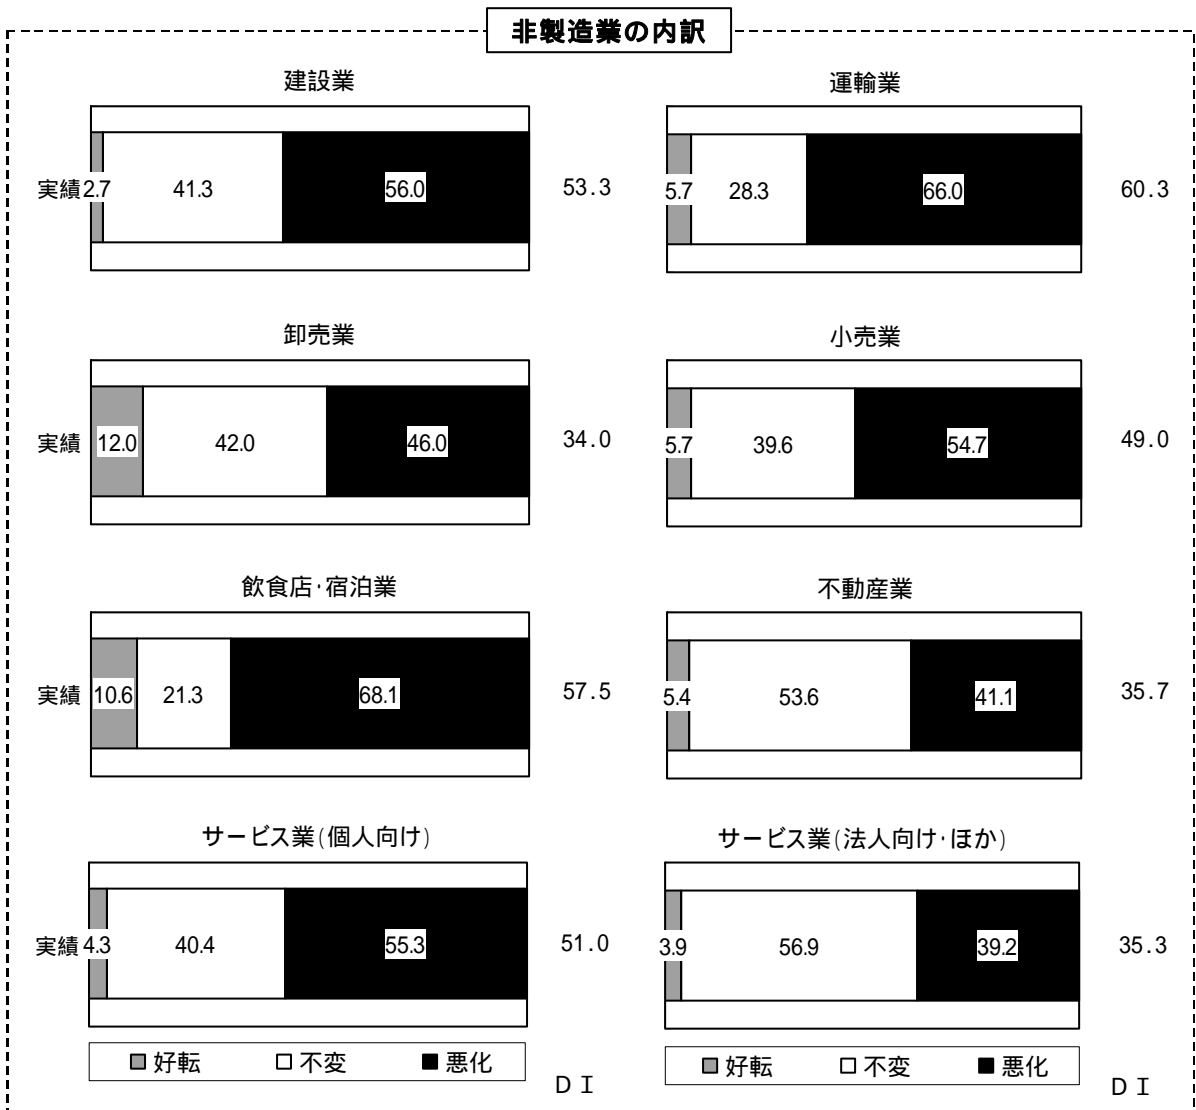 非製造業の内訳
建設業
実績 2.7 41.3 56.0 53.3
運輸業
5.7 28.3 66.0 60.3
卸売業
実績 12.0 42.0 46.0 34.0
小売業
5.7 39.6 54.7 49.0
飲食店・宿泊業
実績 10.6 21.3 68.1 57.5
不動産業
5.4 53.6 41.1 35.7
サービス業(個人向け)
実績 4.3 40.4 55.3 51.0
サービス業(法人向け・ほか)
3.9 56.9 39.2 35.3
好転 不変 悪化
ＤＩ
好転 不変 悪化
ＤＩ